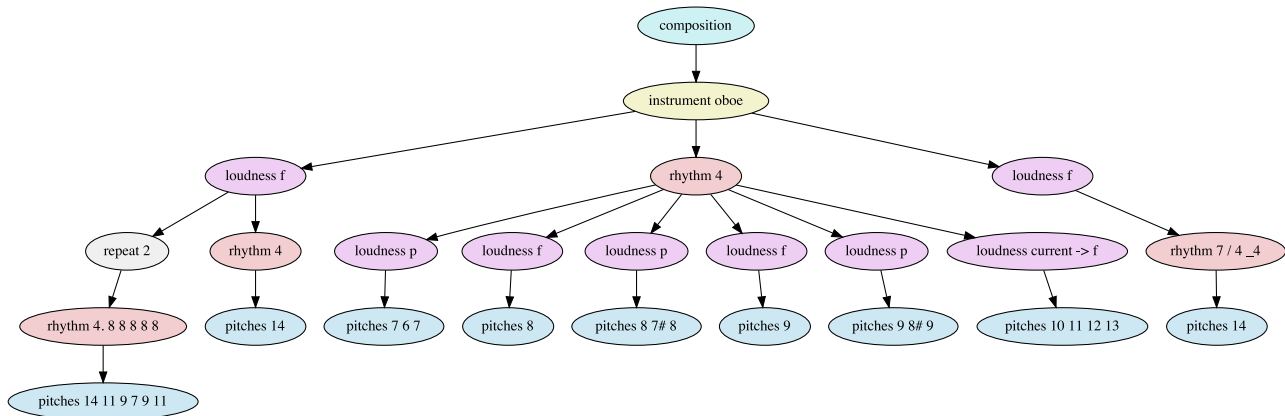 composition
instrument oboe
loudness f
rhythm 4
loudness f
repeat 2
rhythm 4
loudness p
loudness f
loudness p
loudness f
loudness p
loudness current -> f
rhythm 7 / 4 _4
rhythm 4. 8 8 8 8 8
pitches 14
pitches 7 6 7
pitches 8
pitches 8 7# 8
pitches 9
pitches 9 8# 9
pitches 10 11 12 13
pitches 14
pitches 14 11 9 7 9 11